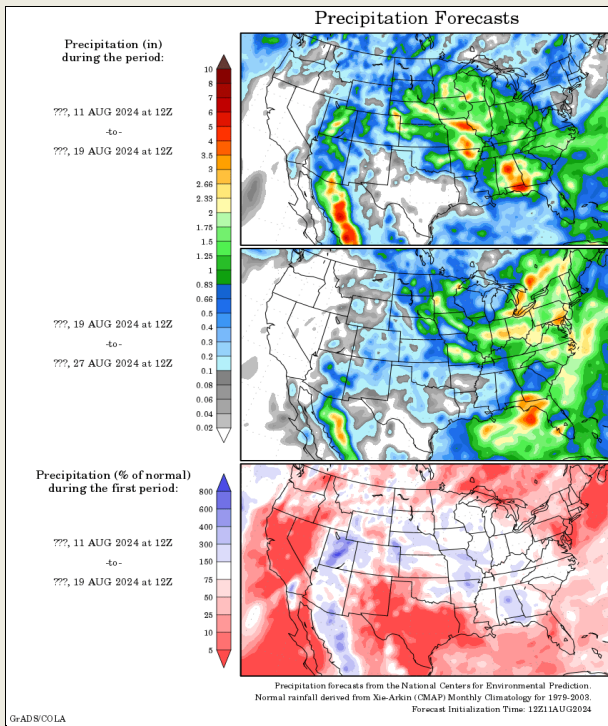 Precipitation Forecasts
Precipitation (in)
during the period:
???, 11 AUG 2024 at 12Z
-to-
???, 19 AUG 2024 at 12Z
10
8
7
6
5
4
3.5
3
2.66
2.33
2
1.75
1.5
1.25
1
0.83
0.66
0.5
0.4
0.3
0.2
0.1
0.08
0.06
0.04
0.02
???, 19 AUG 2024 at 12Z
-to-
???, 27 AUG 2024 at 12Z
Precipitation (% of normal)
during the first period:
???, 11 AUG 2024 at 12Z
-to-
???, 19 AUG 2024 at 12Z
800
600
400
300
150
75
50
25
10
5
Precipitation forecasts from the National Centers for Environmental Prediction.
Normal rainfall derived from Xie-Arkin (CMAP) Monthly Climatology for 1979-2003.
Forecast Initialization Time: 12Z11AUG2024
GrADS/COLA